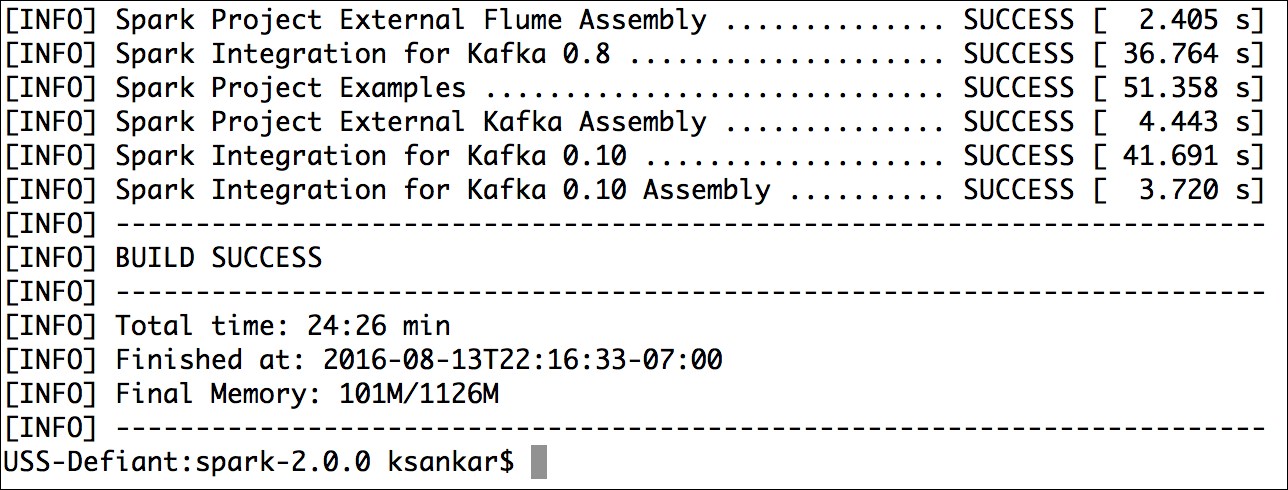 [INFO] Spark Project External Flume Assembly .............. SUCCESS [  2.405 s]
[INFO] Spark Integration for Kafka 0.8 .................... SUCCESS [ 36.764 s]
[INFO] Spark Project Examples ............................. SUCCESS [ 51.358 s]
[INFO] Spark Project External Kafka Assembly .............. SUCCESS [  4.443 s]
[INFO] Spark Integration for Kafka 0.10 ................... SUCCESS [ 41.691 s]
[INFO] Spark Integration for Kafka 0.10 Assembly .......... SUCCESS [  3.720 s]
[INFO] ------------------------------------------------------------------------
[INFO] BUILD SUCCESS
[INFO] ------------------------------------------------------------------------
[INFO] Total time: 24:26 min
[INFO] Finished at: 2016-08-13T22:16:33-07:00
[INFO] Final Memory: 101M/1126M
[INFO] ------------------------------------------------------------------------
USS-Defiant:spark-2.0.0 ksankar$